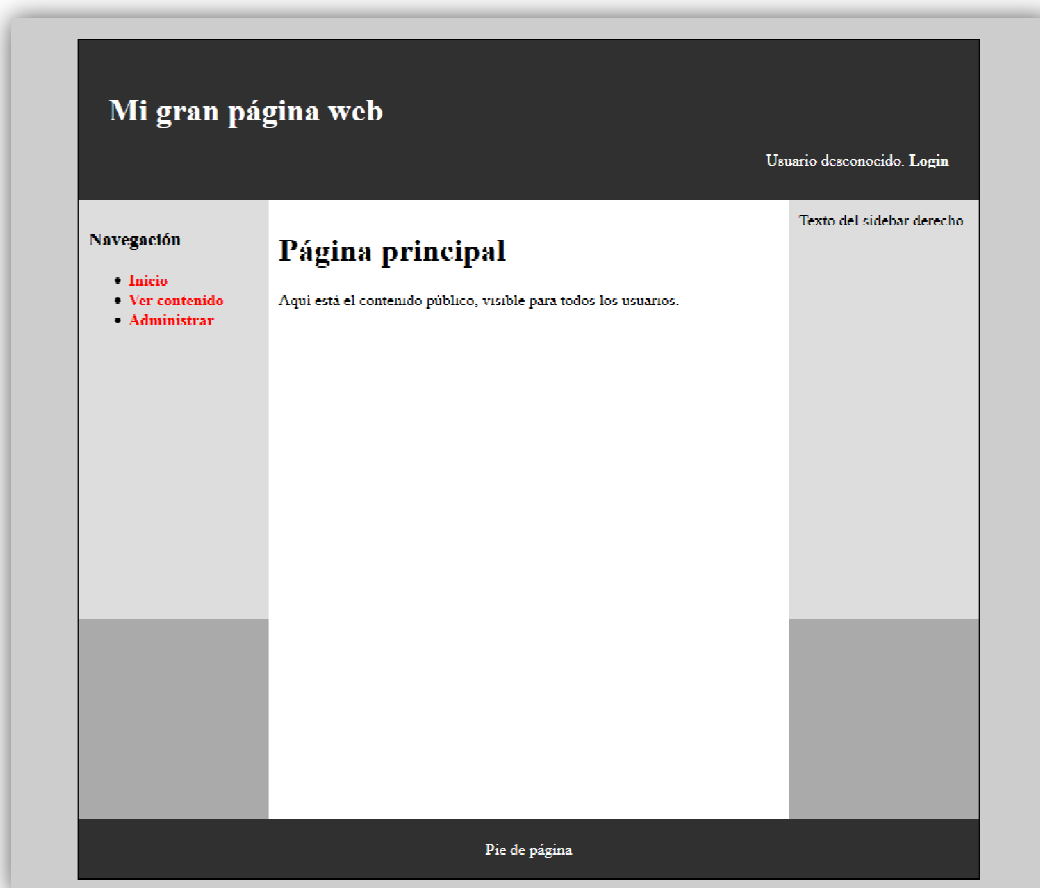 Mi gran página web
Usuario desconocido. Login
Navegación
Inicio
Ver contenido
Administrar
Página principal
Aquí está el contenido público, visible para todos los usuarios.
Texto del sidebar derecho
Pie de página